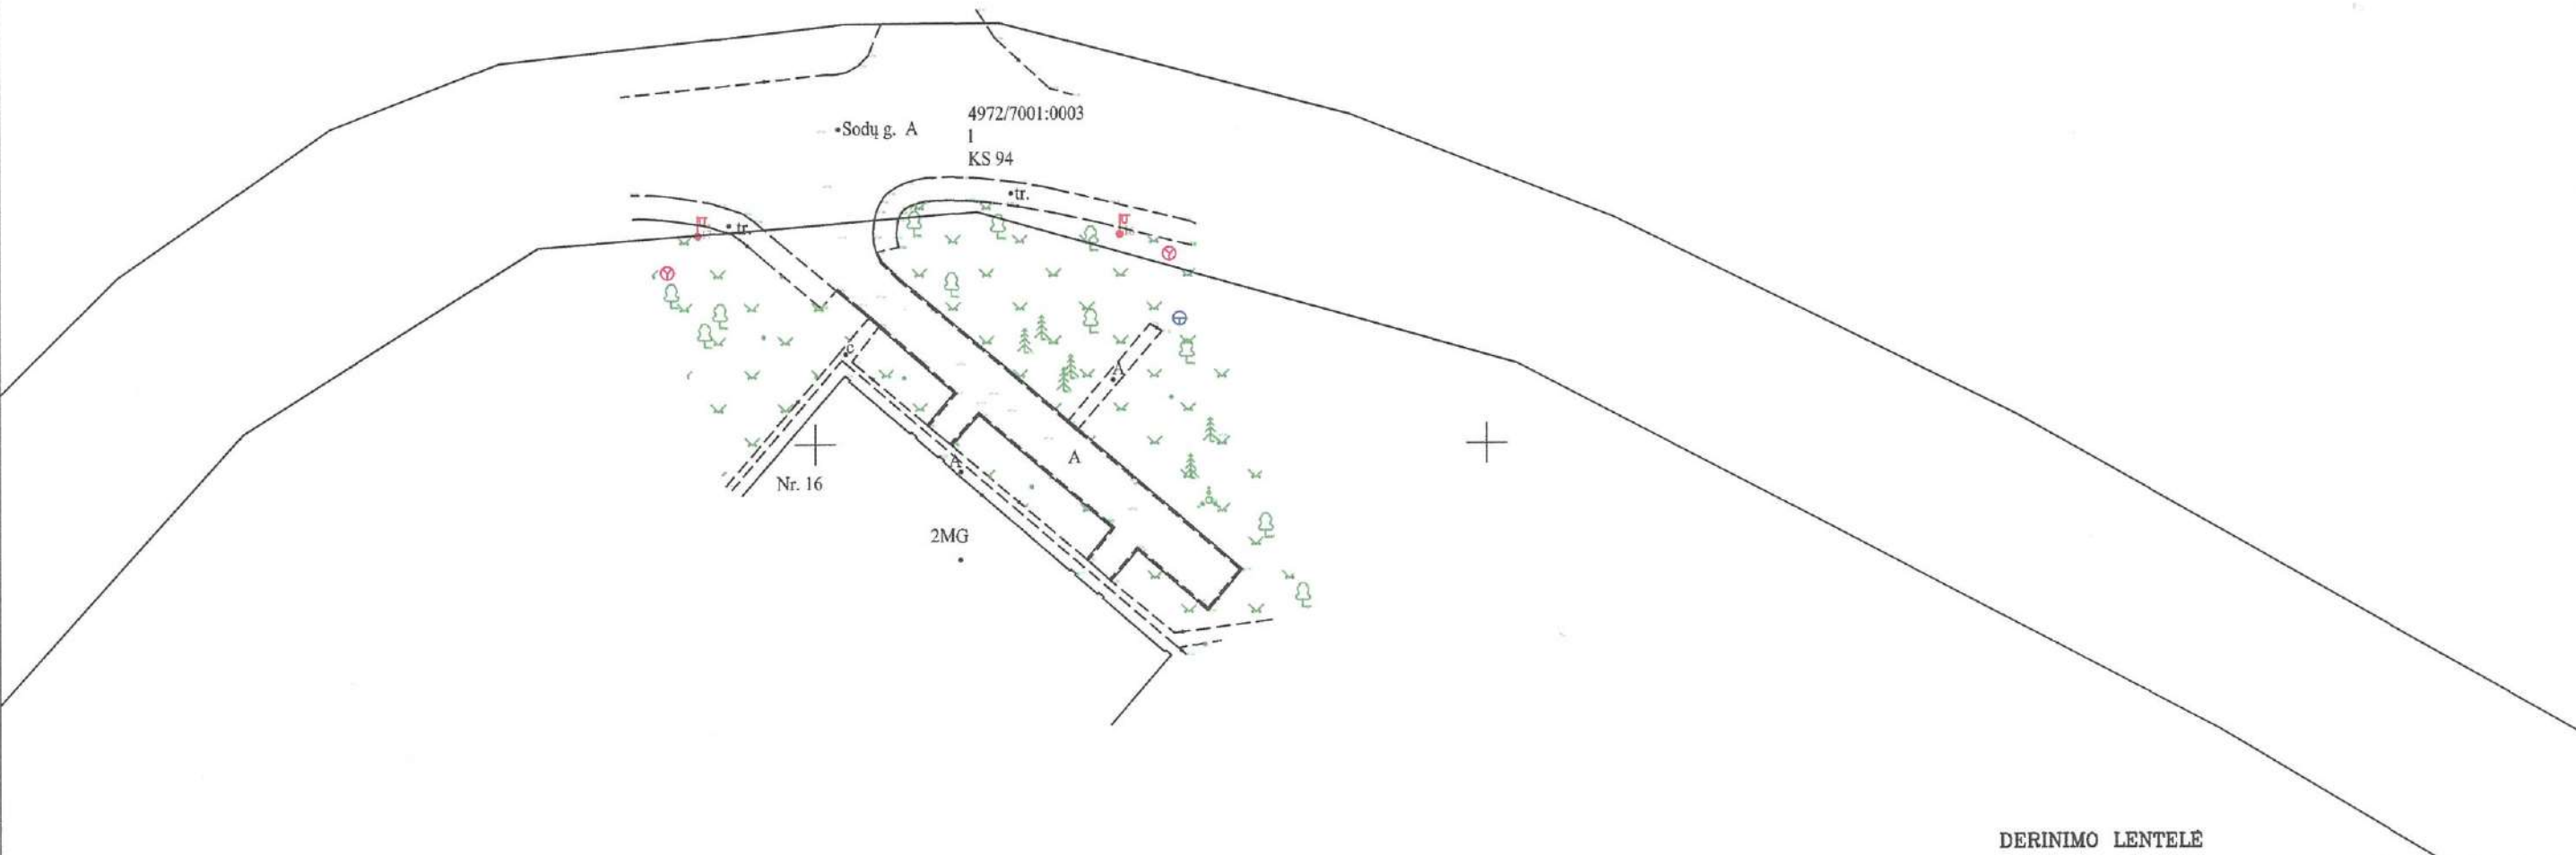 4972/7001:0003
Sodų g. A
1
KS 94
tr.
tr.
c
A
A
A
Nr. 16
2MG
DERINIMO LENTELĖ